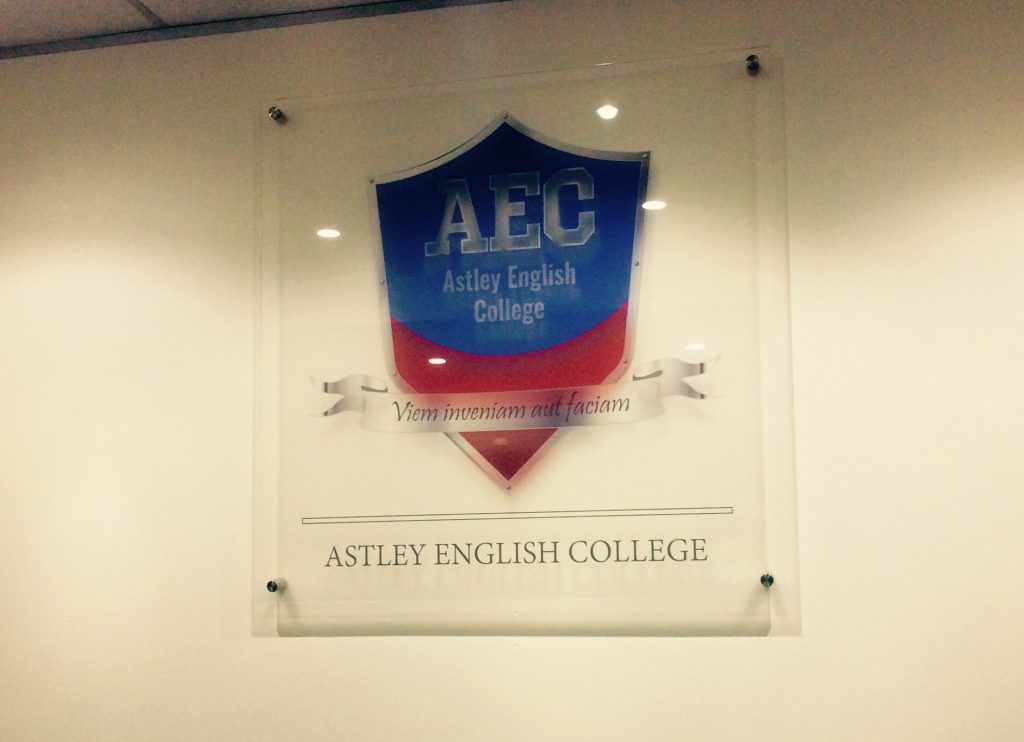 AEC
Astley English
College
Viem inveniam aut faciam
ASTLEY ENGLISH COLLEGE